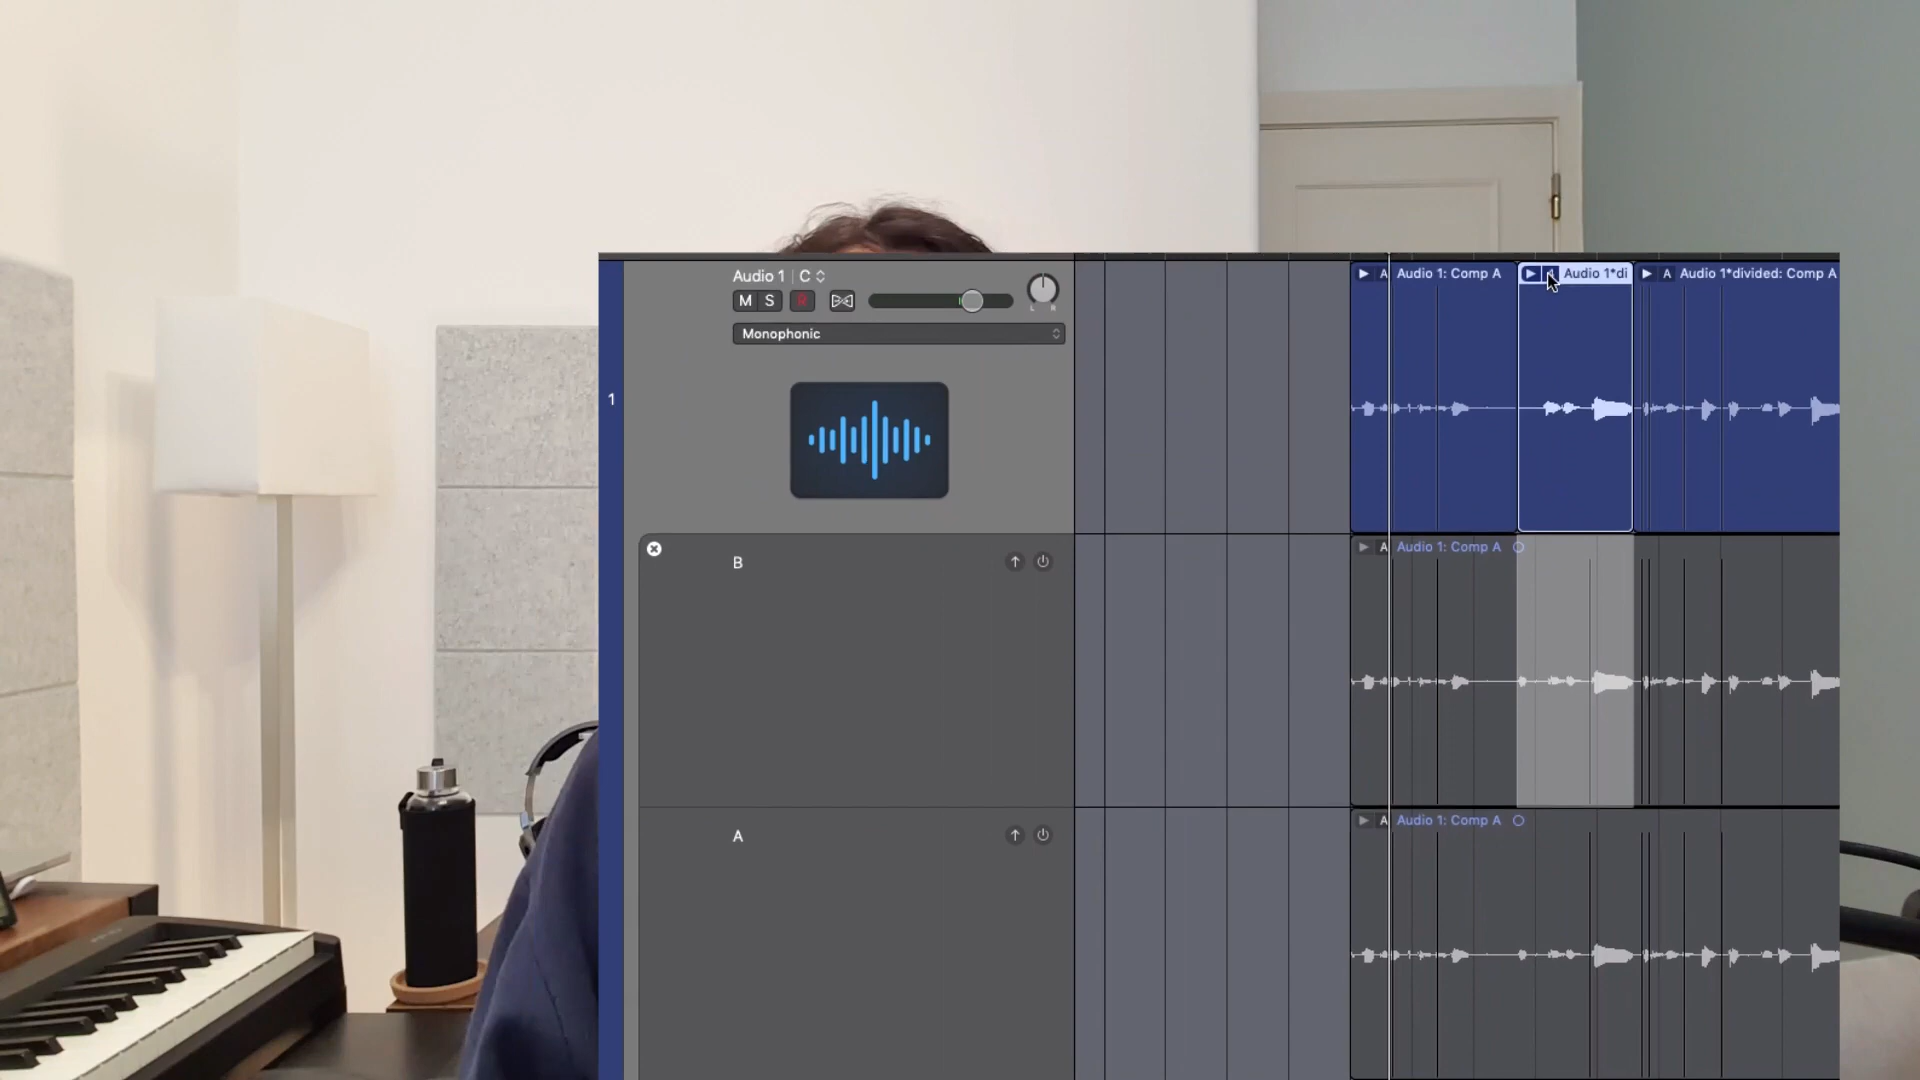 Audio 1 C
M S R
L R
Monophonic
1
A Audio 1: Comp A
Audio 1*di
A Audio 1*divided: Comp A
B
A Audio 1: Comp A
A
A Audio 1: Comp A